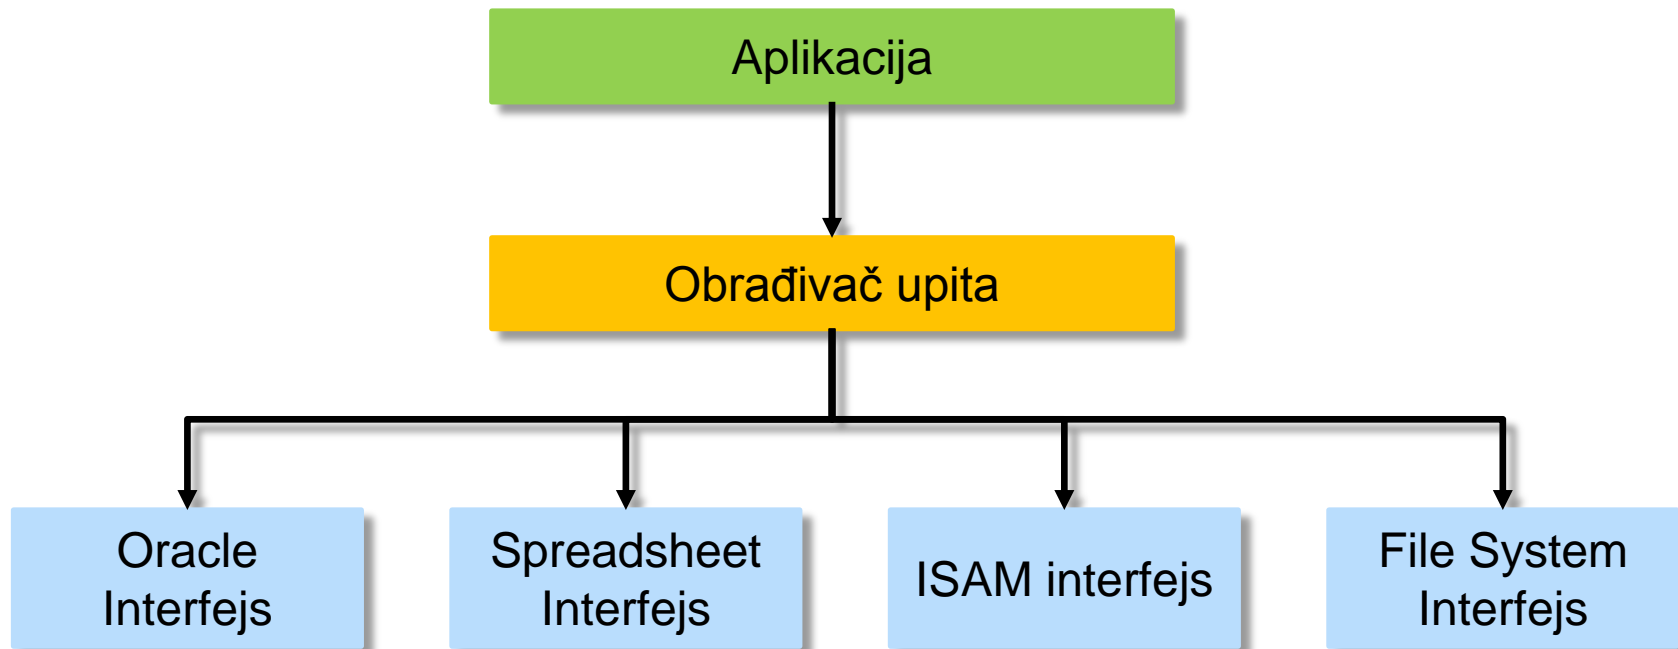 Aplikacija
Obrađivač upita
Oracle
Interfejs
Spreadsheet
Interfejs
ISAM interfejs
File System
Interfejs